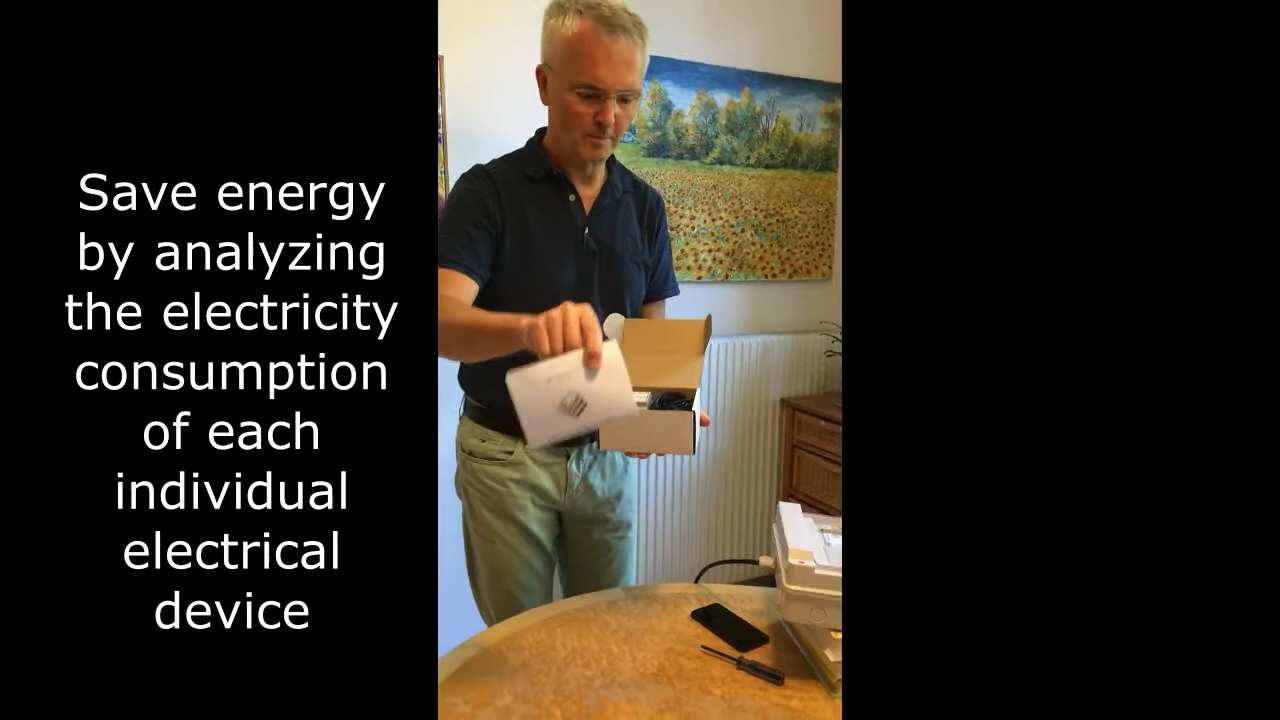 Save energy
by analyzing
the electricity
consumption
of each
individual
electrical
device